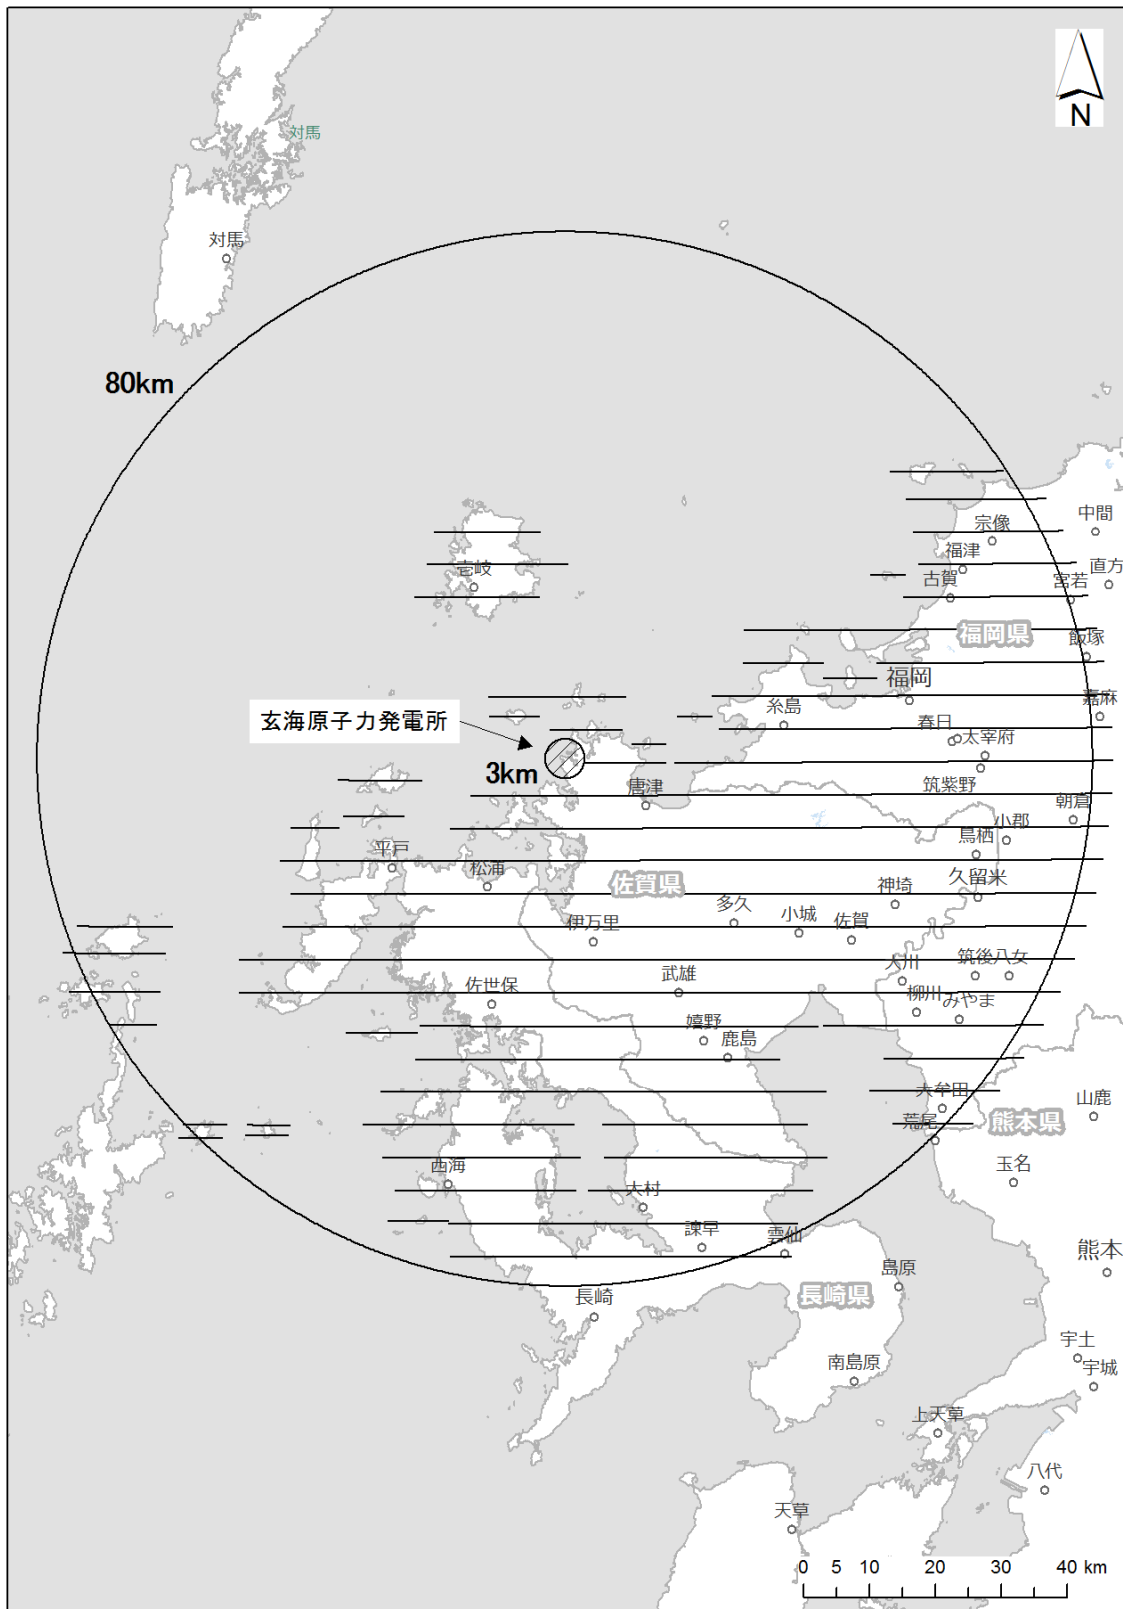 N
対馬
対馬
80km
中間
宗像
福津
直方
壱岐
古賀
宮若
福岡県
飯塚
福岡
嘉麻
糸島
玄海原子力発電所
春日
太宰府
3km
唐津
筑紫野
朝倉
小郡
鳥栖
平戸
松浦
佐賀県
神埼
久留米
多久
小城
佐賀
伊万里
武雄
大川
筑後
八女
佐世保
柳川
みやま
嬉野
鹿島
大牟田
山鹿
荒尾
熊本県
西海
玉名
大村
諫早
雲仙
熊本
島原
長崎
長崎県
宇土
南島原
宇城
上天草
八代
天草
0 5 10 20 30 40 km